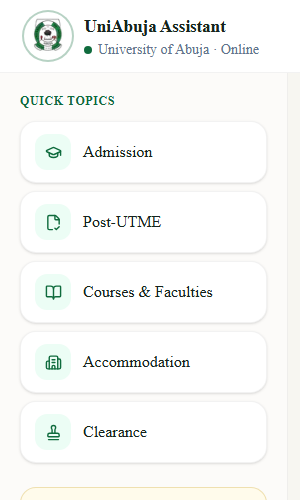 UniAbuja Assistant
University of Abuja · Online
QUICK TOPICS
Admission
Post-UTME
Courses & Faculties
Accommodation
Clearance